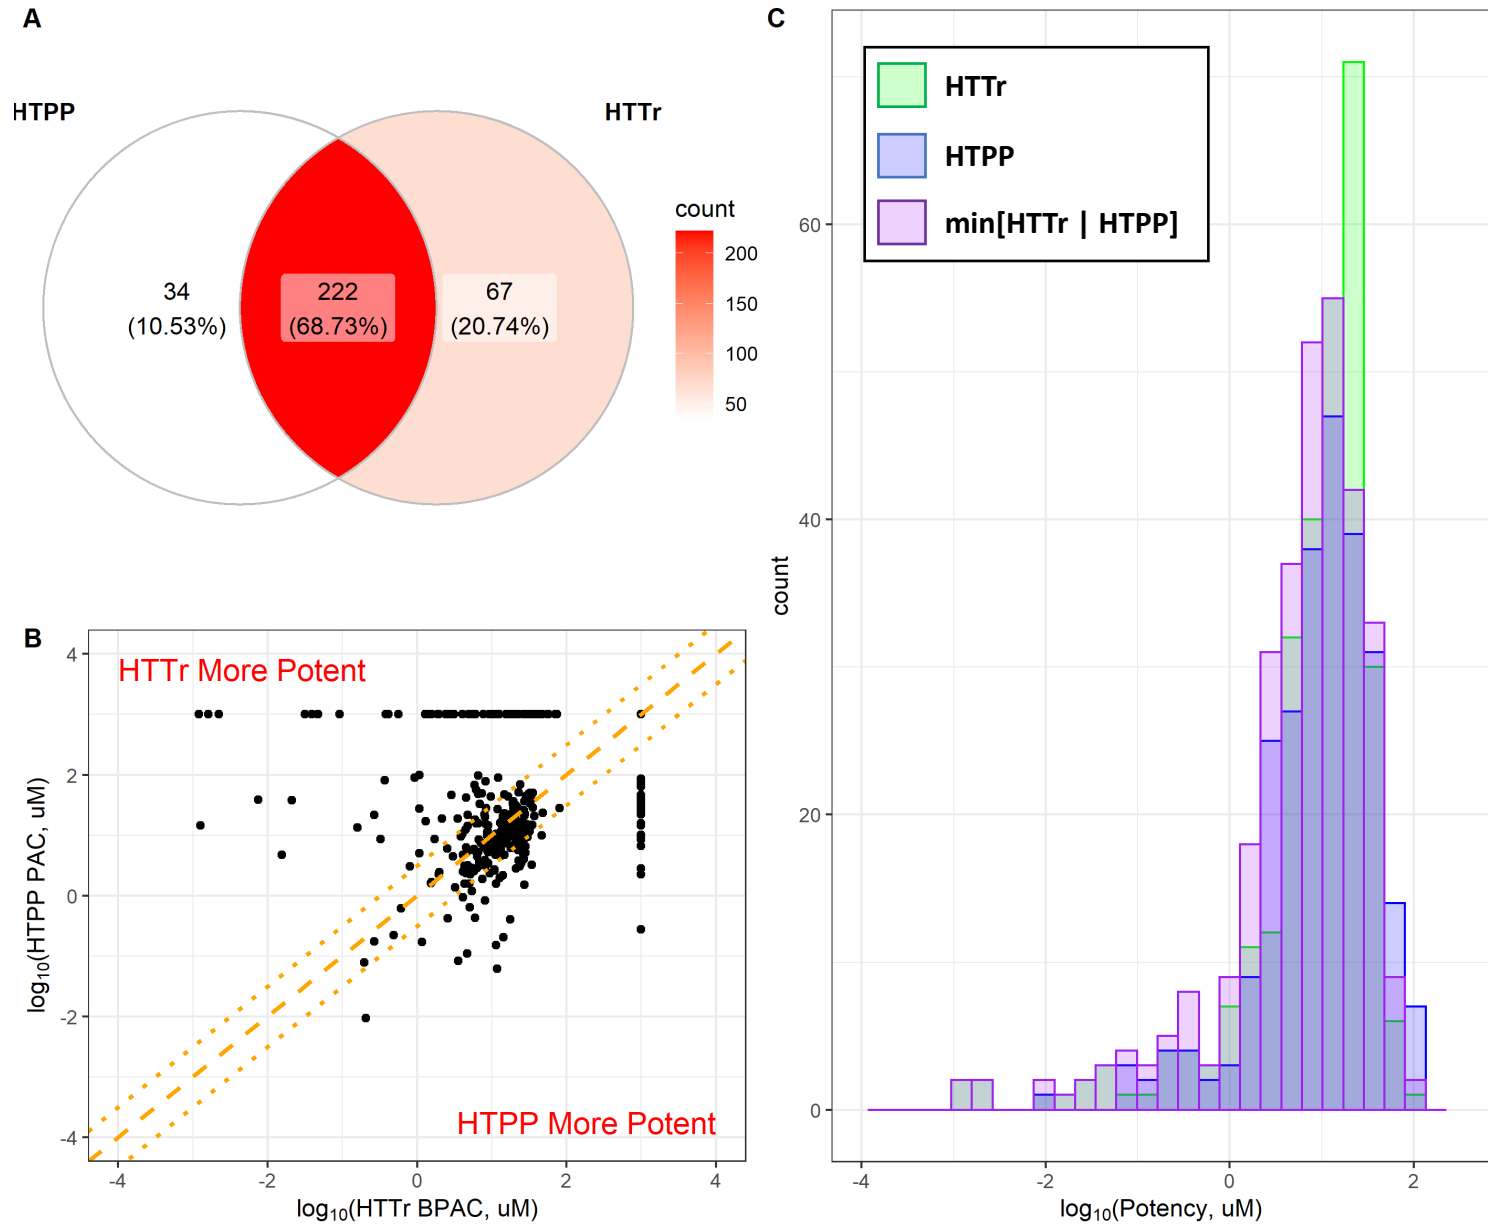 A
HTPP
HTTr
34
(10.53%)
222
(68.73%)
67
(20.74%)
count
200
150
100
50
B
HTTr More Potent
HTPP More Potent
4
2
0
-2
-4
-4
-2
0
2
4
log10(HTPP PAC, uM)
log10(HTTr BPAC, uM)
C
HTTr
HTPP
min[HTTr | HTPP]
60
40
20
0
count
-4
-2
0
2
log10(Potency, uM)